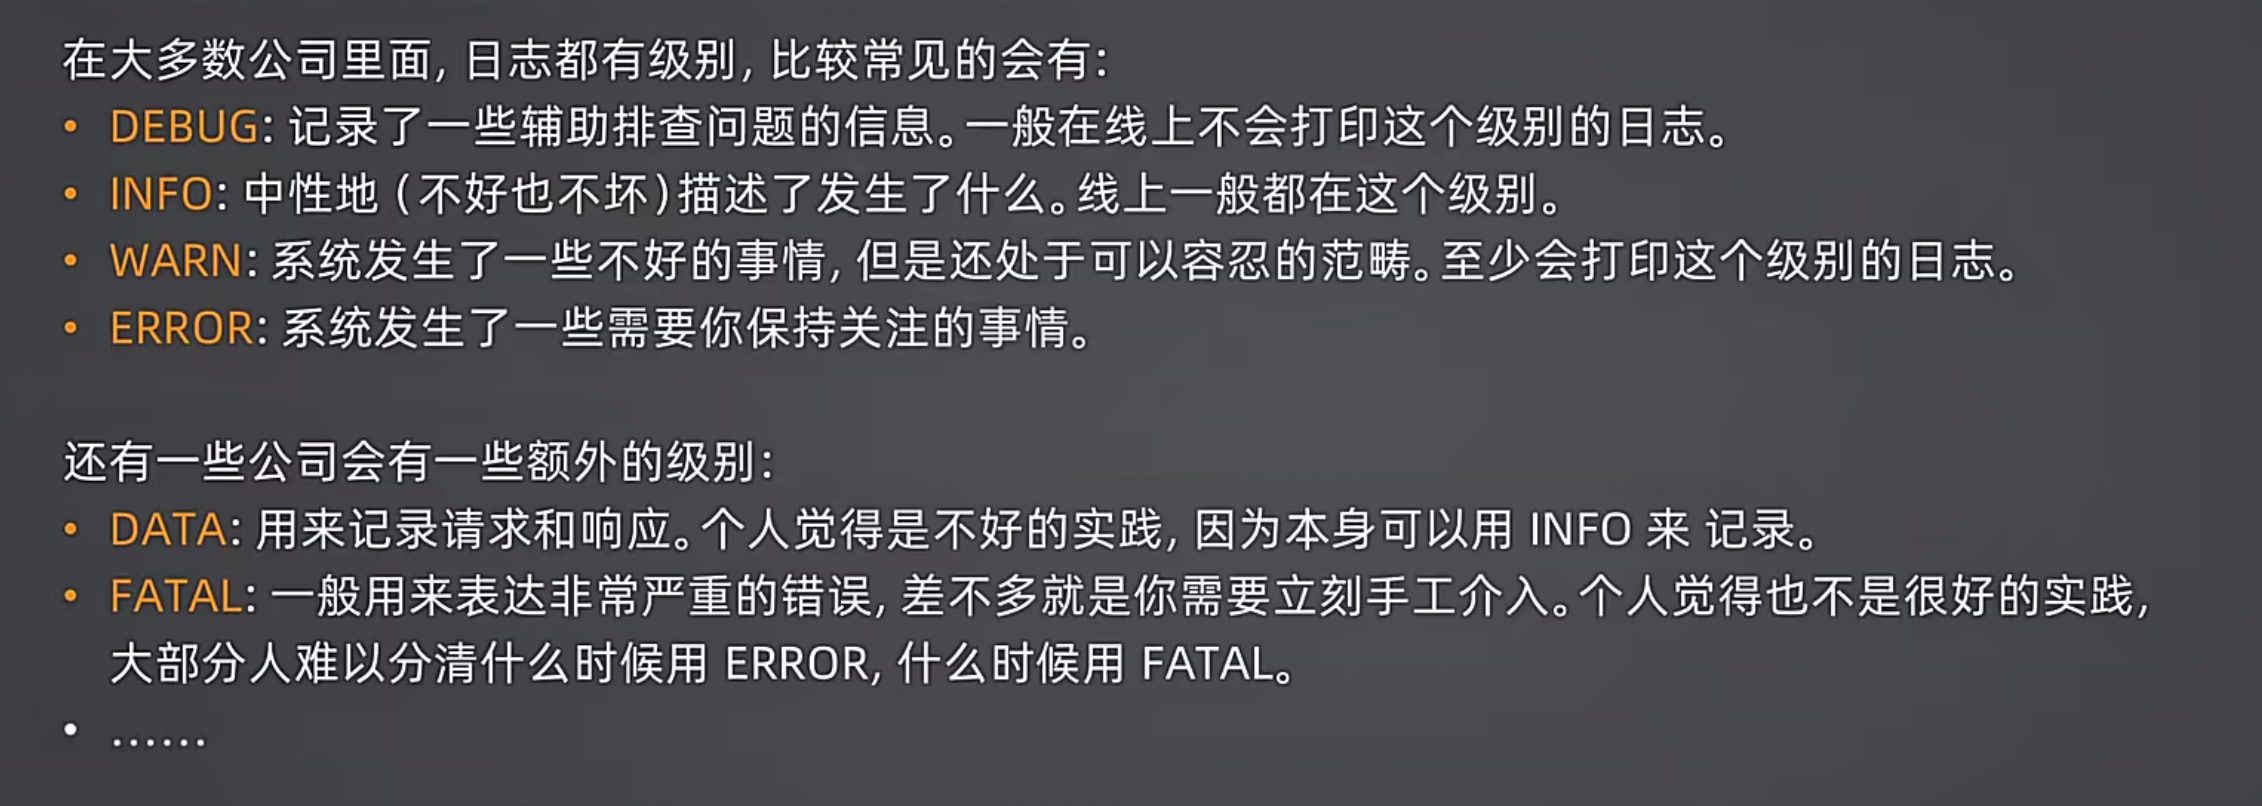 在大多数公司里面, 日志都有级别, 比较常见的会有:
• DEBUG: 记录了一些辅助排查问题的信息。一般在线上不会打印这个级别的日志。
• INFO: 中性地 (不好也不坏) 描述了发生了什么。线上一般都在这个级别。
• WARN: 系统发生了一些不好的事情, 但是还处于可以容忍的范畴。至少会打印这个级别的日志。
• ERROR: 系统发生了一些需要你保持关注的事情。
还有一些公司会有一些额外的级别:
• DATA: 用来记录请求和响应。个人觉得是不好的实践, 因为本身可以用 INFO 来 记录。
• FATAL: 一般用来表达非常严重的错误, 差不多就是你需要立刻手工介入。个人觉得也不是很好的实践,
大部分人难以分清什么时候用 ERROR, 什么时候用 FATAL。
• ......